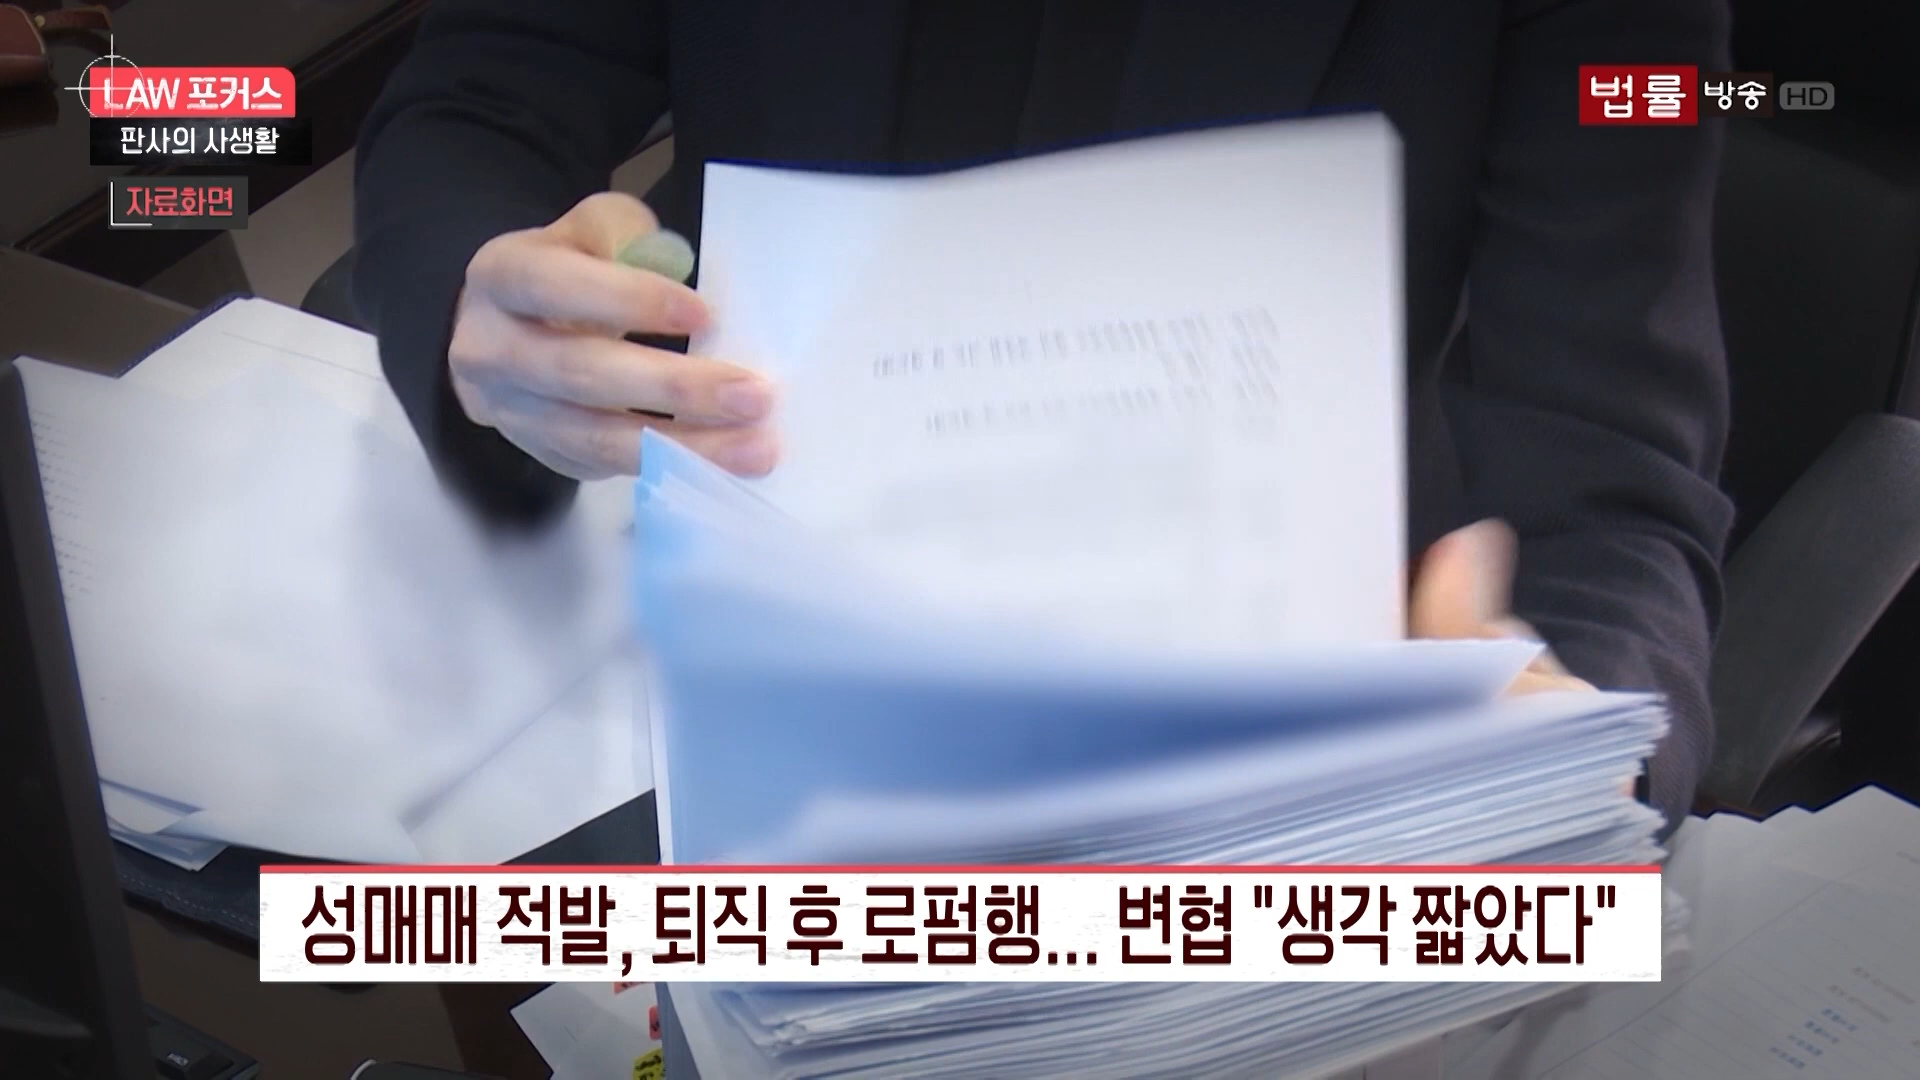 LAW 포커스
판사의 사생활
자료화면
법률방송 HD
성매매 적발, 퇴직 후 로펌행... 변협 "생각 짧았다"